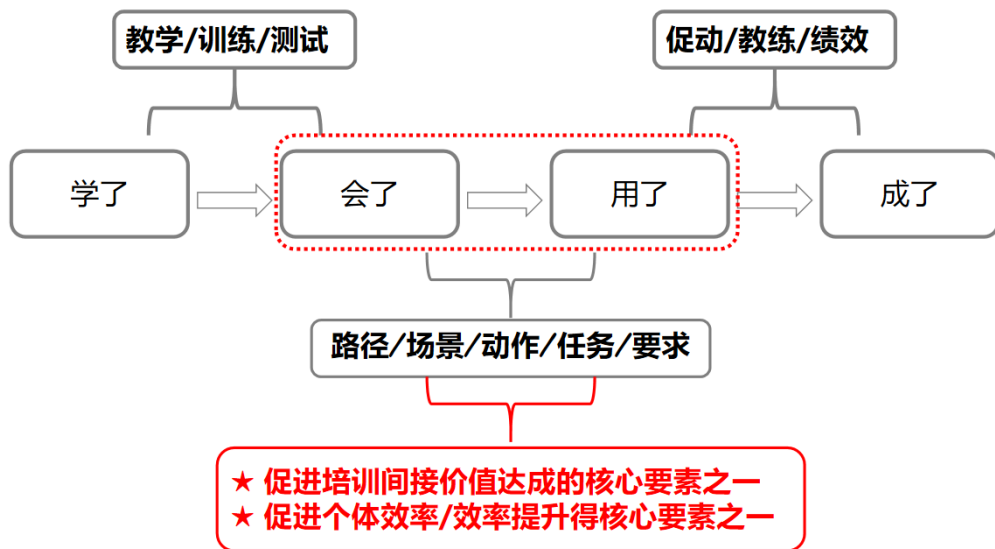 教学/训练/测试
促动/教练/绩效
学了
会了
用了
成了
路径/场景/动作/任务/要求
★ 促进培训间接价值达成的核心要素之一
★ 促进个体效率/效率提升得核心要素之一